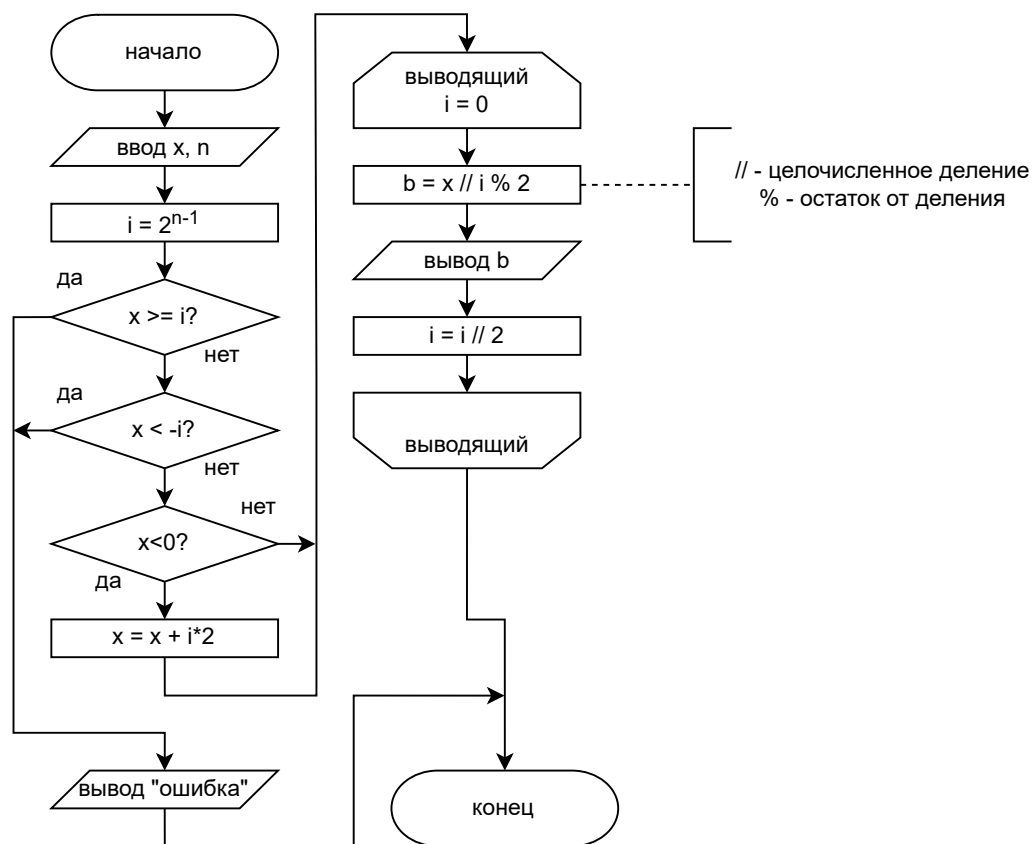 начало
ввод x, n
i = 2ⁿ⁻¹
да
x >= i?
нет
да
x < -i?
нет
нет
x<0?
да
x = x + i*2
вывод "ошибка"
выводящий
i = 0
b = x // i % 2
// - целочисленное деление
% - остаток от деления
вывод b
i = i // 2
выводящий
конец